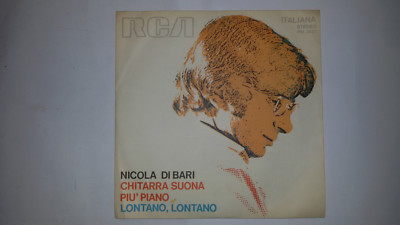 RCA
ITALIANA
NICOLA DI BARI
CHITARRA SUONA
PIU' PIANO
LONTANO, LONTANO